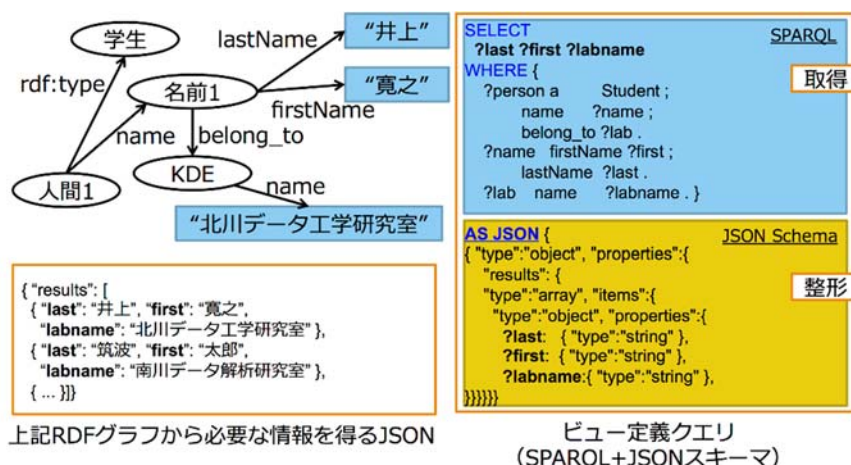 学生
lastName
“井上”
rdf:type
名前1
“寛之”
firstName
name
belong_to
人間1
KDE
name
“北川データ工学研究室”
{ “results”: [
{ “last”: “井上”, “first”: “寛之”,
“labname”: “北川データ工学研究室” },
{ “last”: “筑波”, “first”: “太郎”,
“labname”: “南川データ解析研究室” },
{ ... }]}
上記RDFグラフから必要な情報を得るJSON
SELECT
SPARQL
?last ?first ?labname
WHERE {
取得
?person a Student ;
name ?name ;
belong_to ?lab .
?name firstName ?first ;
lastName ?last .
?lab name ?labname . }
AS JSON {
JSON Schema
{ "type":"object", "properties":{
"results": {
整形
"type":"array", "items":{
"type":"object", "properties":{
?last: { "type":"string" },
?first: { "type":"string" },
?labname:{ "type":"string" },
}}}}}}
ビュー定義クエリ
（SPARQL+JSONスキーマ）